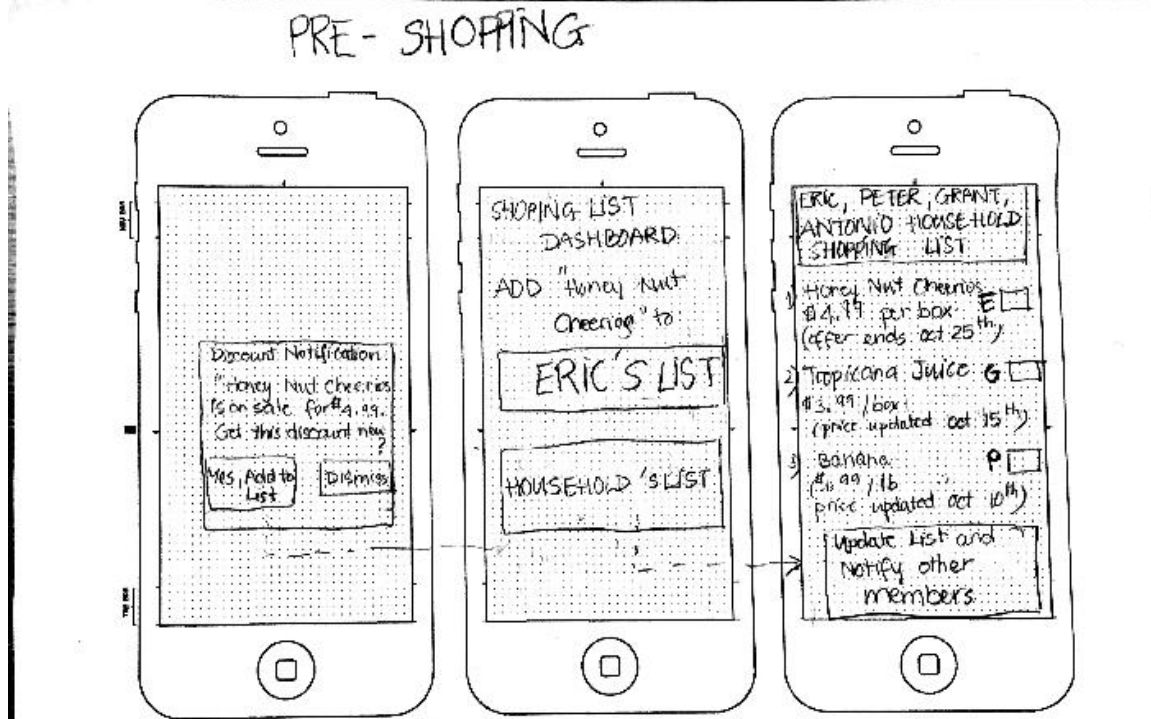 PRE - SHOPPING
Discount Notification
"Honey Nut Cheerios
is on sale for $4.99.
Get this discount now
?
Yes, Add to
List
Dismiss
SHOPING LIST
DASHBOARD
ADD "Honey Nut
Cheerios" to
ERIC'S LIST
HOUSEHOLD'S LIST
ERIC, PETER, GRANT,
ANTONIO HOUSEHOLD
SHOPPING LIST
1) Honey Nut Cheerios E
$4.99 per box
(offer ends oct 25th)
2) Tropicana Juice G
$3.99 /box
(price updated oct 15th)
3) Banana P
.99 / lb
price updated oct 10th)
Update List and
Notify other
members